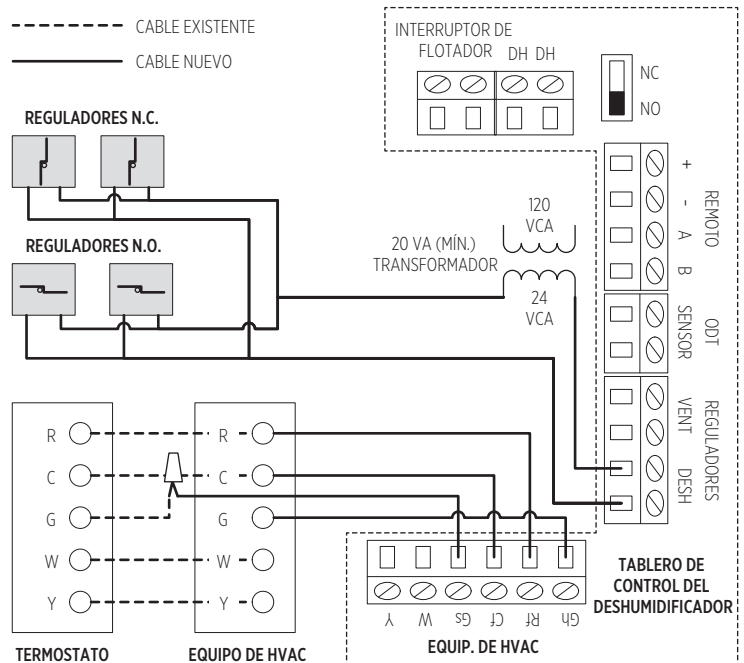 CABLE EXISTENTE
CABLE NUEVO
INTERRUPTOR DE
FLOTADOR
DH DH
NC
NO
REGULADORES N.C.
REGULADORES N.O.
20 VA (MÍN.)
TRANSFORMADOR
120
VCA
24
VCA
+
-
A
B
REMOTO
ODT
SENSOR
REGULADORES
VENT
DESH
R
C
G
W
Y
TERMOSTATO
R
C
G
W
Y
EQUIPO DE HVAC
Y
W
Gs
Cf
Rf
Gh
EQUIP. DE HVAC
TABLERO DE
CONTROL DEL
DESHUMIDIFICADOR